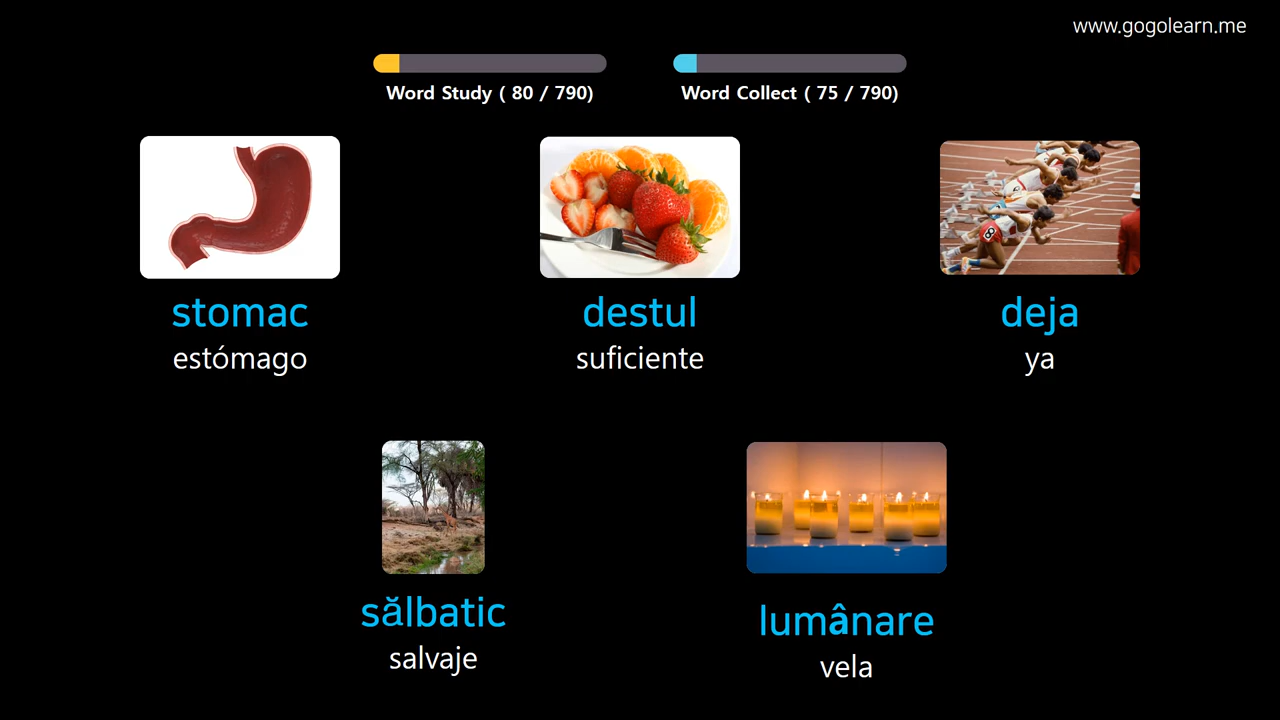 www.gogolearn.me
Word Study ( 80 / 790)
Word Collect ( 75 / 790)
stomac
estómago
destul
suficiente
deja
ya
sălbatic
salvaje
lumânare
vela